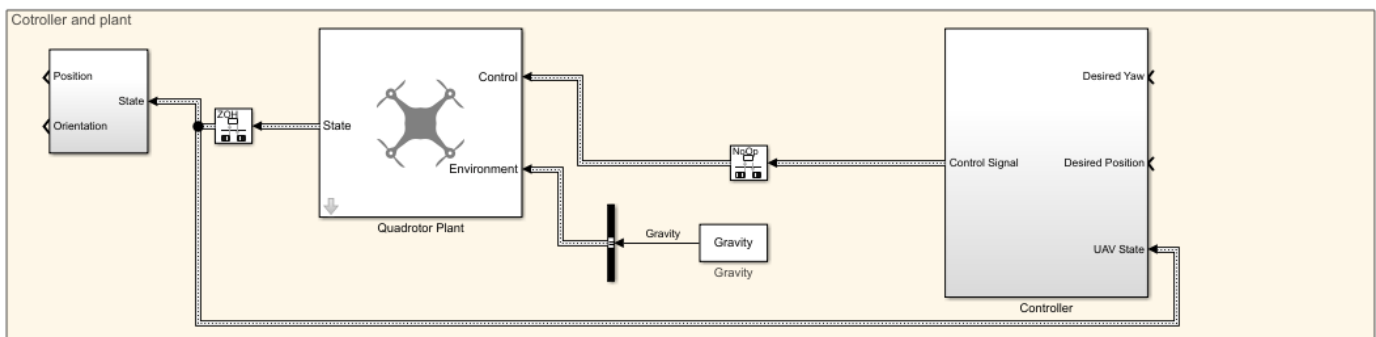 Cotroller and plant
Position
State
Orientation
ZOH
State
Control
Environment
Quadrotor Plant
NoOp
Gravity
Gravity
Gravity
Control Signal
Desired Yaw
Desired Position
UAV State
Controller